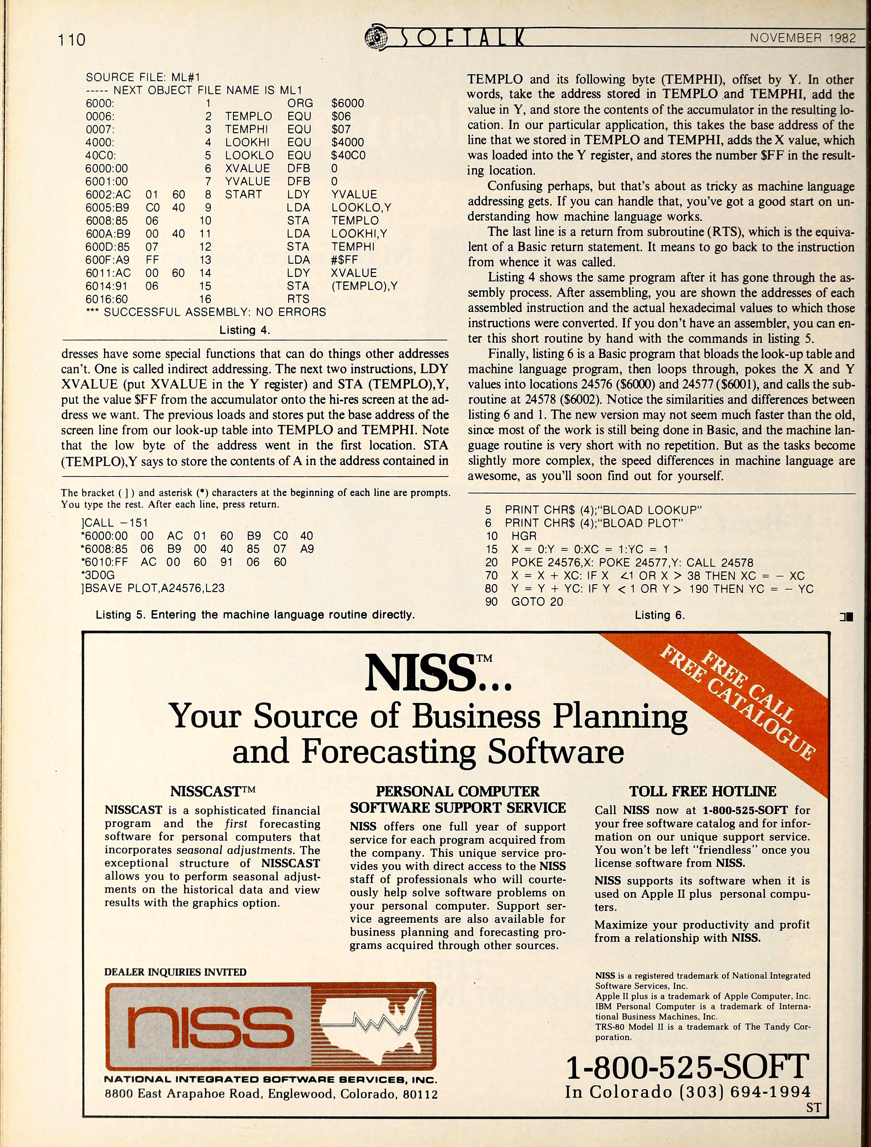 110
SOFTALK
NOVEMBER 1982
SOURCE FILE: ML#1
----- NEXT OBJECT FILE NAME IS ML1
6000: 1 ORG $6000
0006: 2 TEMPLO EQU $06
0007: 3 TEMPHI EQU $07
4000: 4 LOOKHI EQU $4000
40C0: 5 LOOKLO EQU $40C0
6000:00 6 XVALUE DFB 0
6001:00 7 YVALUE DFB 0
6002:AC 01 60 8 START LDY YVALUE
6005:B9 C0 40 9 LDA LOOKLO,Y
6008:85 06 10 STA TEMPLO
600A:B9 00 40 11 LDA LOOKHI,Y
600D:85 07 12 STA TEMPHI
600F:A9 FF 13 LDA #$FF
6011:AC 00 60 14 LDY XVALUE
6014:91 06 15 STA (TEMPLO),Y
6016:60 16 RTS
*** SUCCESSFUL ASSEMBLY: NO ERRORS
Listing 4.
dresses have some special functions that can do things other addresses
can't. One is called indirect addressing. The next two instructions, LDY
XVALUE (put XVALUE in the Y register) and STA (TEMPLO),Y,
put the value $FF from the accumulator onto the hi-res screen at the ad-
dress we want. The previous loads and stores put the base address of the
screen line from our look-up table into TEMPLO and TEMPHI. Note
that the low byte of the address went in the first location. STA
(TEMPLO),Y says to store the contents of A in the address contained in
TEMPLO and its following byte (TEMPHI), offset by Y. In other
words, take the address stored in TEMPLO and TEMPHI, add the
value in Y, and store the contents of the accumulator in the resulting lo-
cation. In our particular application, this takes the base address of the
line that we stored in TEMPLO and TEMPHI, adds the X value, which
was loaded into the Y register, and stores the number $FF in the result-
ing location.
Confusing perhaps, but that's about as tricky as machine language
addressing gets. If you can handle that, you've got a good start on un-
derstanding how machine language works.
The last line is a return from subroutine (RTS), which is the equiva-
lent of a Basic return statement. It means to go back to the instruction
from whence it was called.
Listing 4 shows the same program after it has gone through the as-
sembly process. After assembling, you are shown the addresses of each
assembled instruction and the actual hexadecimal values to which those
instructions were converted. If you don't have an assembler, you can en-
ter this short routine by hand with the commands in listing 5.
Finally, listing 6 is a Basic program that bloads the look-up table and
machine language program, then loops through, pokes the X and Y
values into locations 24576 ($6000) and 24577 ($6001), and calls the sub-
routine at 24578 ($6002). Notice the similarities and differences between
listing 6 and 1. The new version may not seem much faster than the old,
since most of the work is still being done in Basic, and the machine lan-
guage routine is very short with no repetition. But as the tasks become
slightly more complex, the speed differences in machine language are
awesome, as you'll soon find out for yourself.
The bracket ( ] ) and asterisk (*) characters at the beginning of each line are prompts.
You type the rest. After each line, press return.
]CALL -151
*6000:00 00 AC 01 60 B9 C0 40
*6008:85 06 B9 00 40 85 07 A9
*6010:FF AC 00 60 91 06 60
*3D0G
]BSAVE PLOT,A24576,L23
Listing 5. Entering the machine language routine directly.
5 PRINT CHR$ (4);"BLOAD LOOKUP"
6 PRINT CHR$ (4);"BLOAD PLOT"
10 HGR
15 X = 0:Y = 0:XC = 1:YC = 1
20 POKE 24576,X: POKE 24577,Y: CALL 24578
70 X = X + XC: IF X <1 OR X > 38 THEN XC = - XC
80 Y = Y + YC: IF Y < 1 OR Y > 190 THEN YC = - YC
90 GOTO 20
Listing 6.
NISS™...
Your Source of Business Planning
and Forecasting Software
FREE CALL
FREE CATALOGUE
NISSCAST™
NISSCAST is a sophisticated financial
program and the first forecasting
software for personal computers that
incorporates seasonal adjustments. The
exceptional structure of NISSCAST
allows you to perform seasonal adjust-
ments on the historical data and view
results with the graphics option.
PERSONAL COMPUTER
SOFTWARE SUPPORT SERVICE
NISS offers one full year of support
service for each program acquired from
the company. This unique service pro-
vides you with direct access to the NISS
staff of professionals who will courte-
ously help solve software problems on
your personal computer. Support ser-
vice agreements are also available for
business planning and forecasting pro-
grams acquired through other sources.
TOLL FREE HOTLINE
Call NISS now at 1-800-525-SOFT for
your free software catalog and for infor-
mation on our unique support service.
You won't be left "friendless" once you
license software from NISS.
NISS supports its software when it is
used on Apple II plus personal compu-
ters.
Maximize your productivity and profit
from a relationship with NISS.
DEALER INQUIRIES INVITED
niss
NATIONAL INTEGRATED SOFTWARE SERVICES, INC.
8800 East Arapahoe Road, Englewood, Colorado, 80112
NISS is a registered trademark of National Integrated
Software Services, Inc.
Apple II plus is a trademark of Apple Computer, Inc.
IBM Personal Computer is a trademark of Interna-
tional Business Machines, Inc.
TRS-80 Model II is a trademark of The Tandy Cor-
poration.
1-800-525-SOFT
In Colorado (303) 694-1994
ST